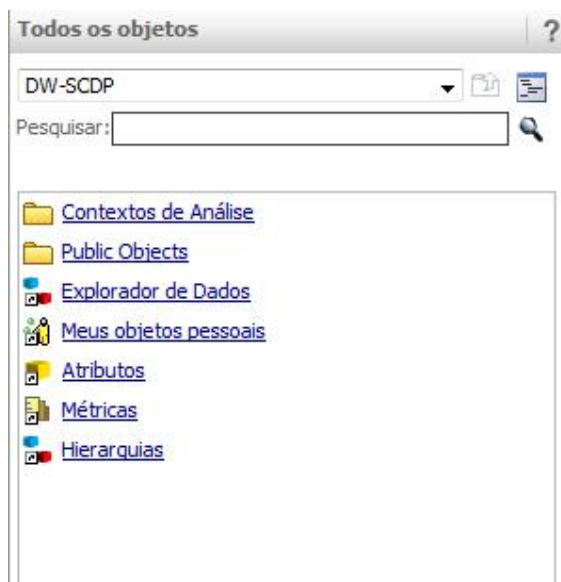 Todos os objetos ?
DW-SCDP
Pesquisar:
Contextos de Análise
Public Objects
Explorador de Dados
Meus objetos pessoais
Atributos
Métricas
Hierarquias